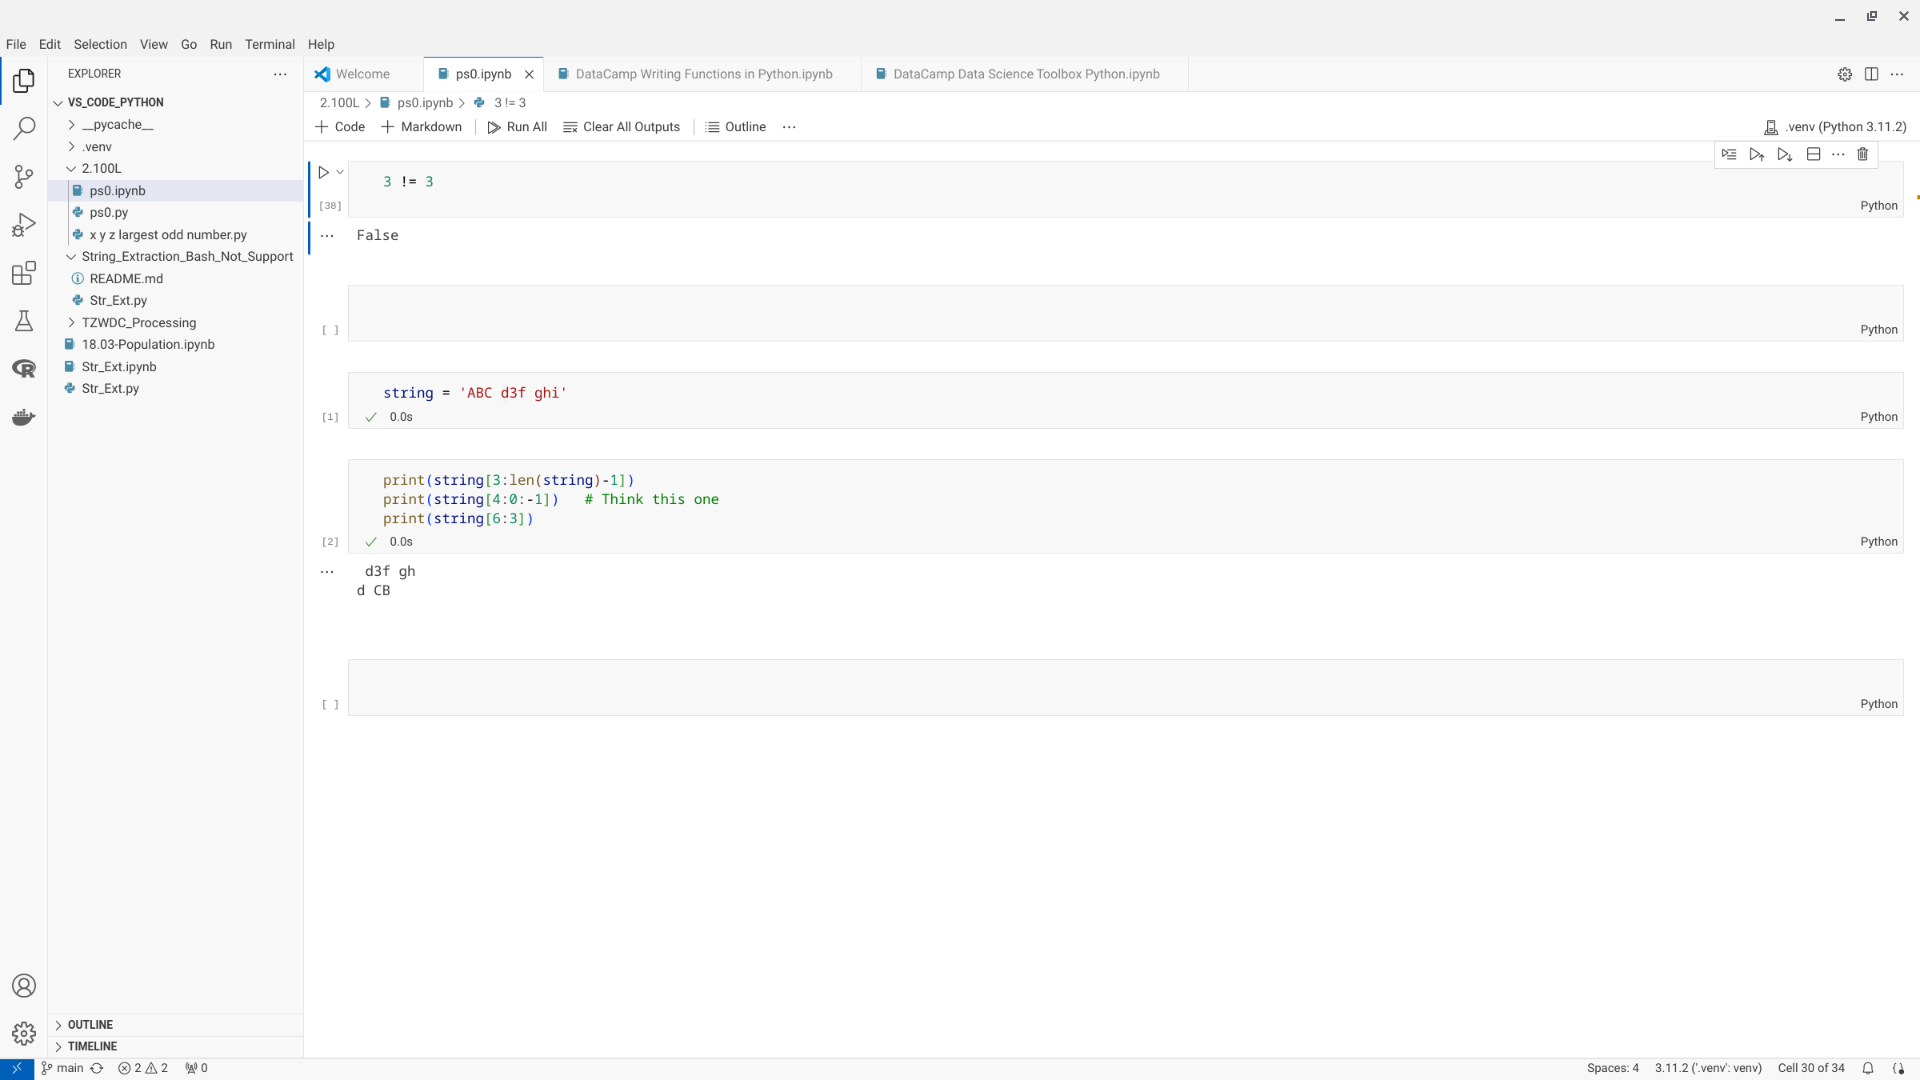 File Edit Selection View Go Run Terminal Help
EXPLORER
VS_CODE_PYTHON
__pycache__
.venv
2.100L
ps0.ipynb
ps0.py
x y z largest odd number.py
String_Extraction_Bash_Not_Support
README.md
Str_Ext.py
TZWDC_Processing
18.03-Population.ipynb
Str_Ext.ipynb
Str_Ext.py
OUTLINE
TIMELINE
Welcome ps0.ipynb DataCamp Writing Functions in Python.ipynb DataCamp Data Science Toolbox Python.ipynb
2.100L > ps0.ipynb > 3 != 3
Code Markdown Run All Clear All Outputs Outline ... .venv (Python 3.11.2)
3 != 3
[38] Python
... False
[ ] Python
string = 'ABC d3f ghi'
[1] 0.0s Python
print(string[3:len(string)-1])
print(string[4:0:-1])   # Think this one
print(string[6:3])
[2] 0.0s Python
... d3f gh
d CB
[ ] Python
main 2 2 0 Spaces: 4 3.11.2 ('.venv': venv) Cell 30 of 34